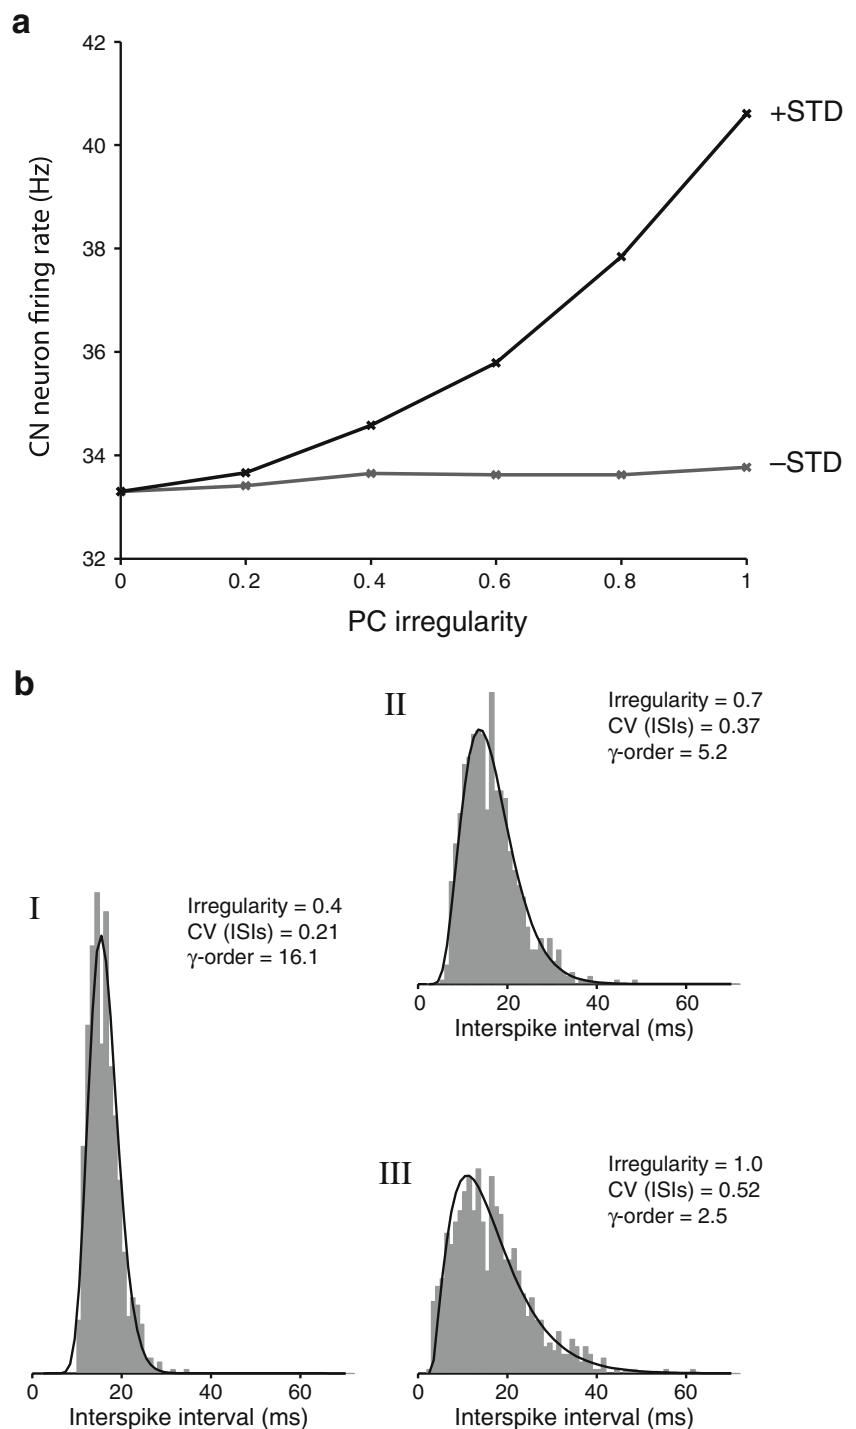 a
42
40
38
36
34
32
CN neuron firing rate (Hz)
+STD
–STD
0 0.2 0.4 0.6 0.8 1
PC irregularity
b
II
Irregularity = 0.7
CV (ISIs) = 0.37
γ-order = 5.2
0 20 40 60
Interspike interval (ms)
I
Irregularity = 0.4
CV (ISIs) = 0.21
γ-order = 16.1
0 20 40 60
Interspike interval (ms)
III
Irregularity = 1.0
CV (ISIs) = 0.52
γ-order = 2.5
0 20 40 60
Interspike interval (ms)